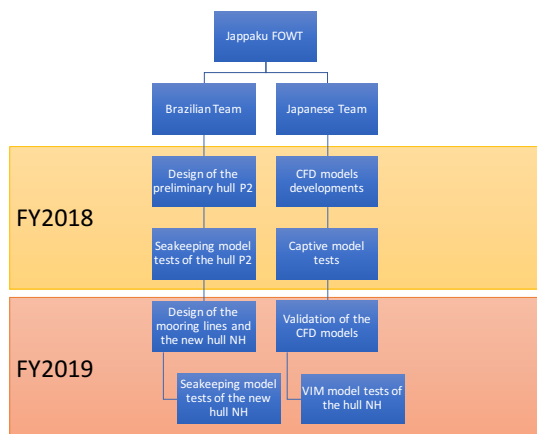 Jappaku FOWT
Brazilian Team
Japanese Team
FY2018
Design of the
preliminary hull P2
CFD models
developments
Seakeeping model
tests of the hull P2
Captive model
tests
FY2019
Design of the
mooring lines and
the new hull NH
Validation of the
CFD models
Seakeeping model
tests of the new
hull NH
VIM model tests of
the hull NH